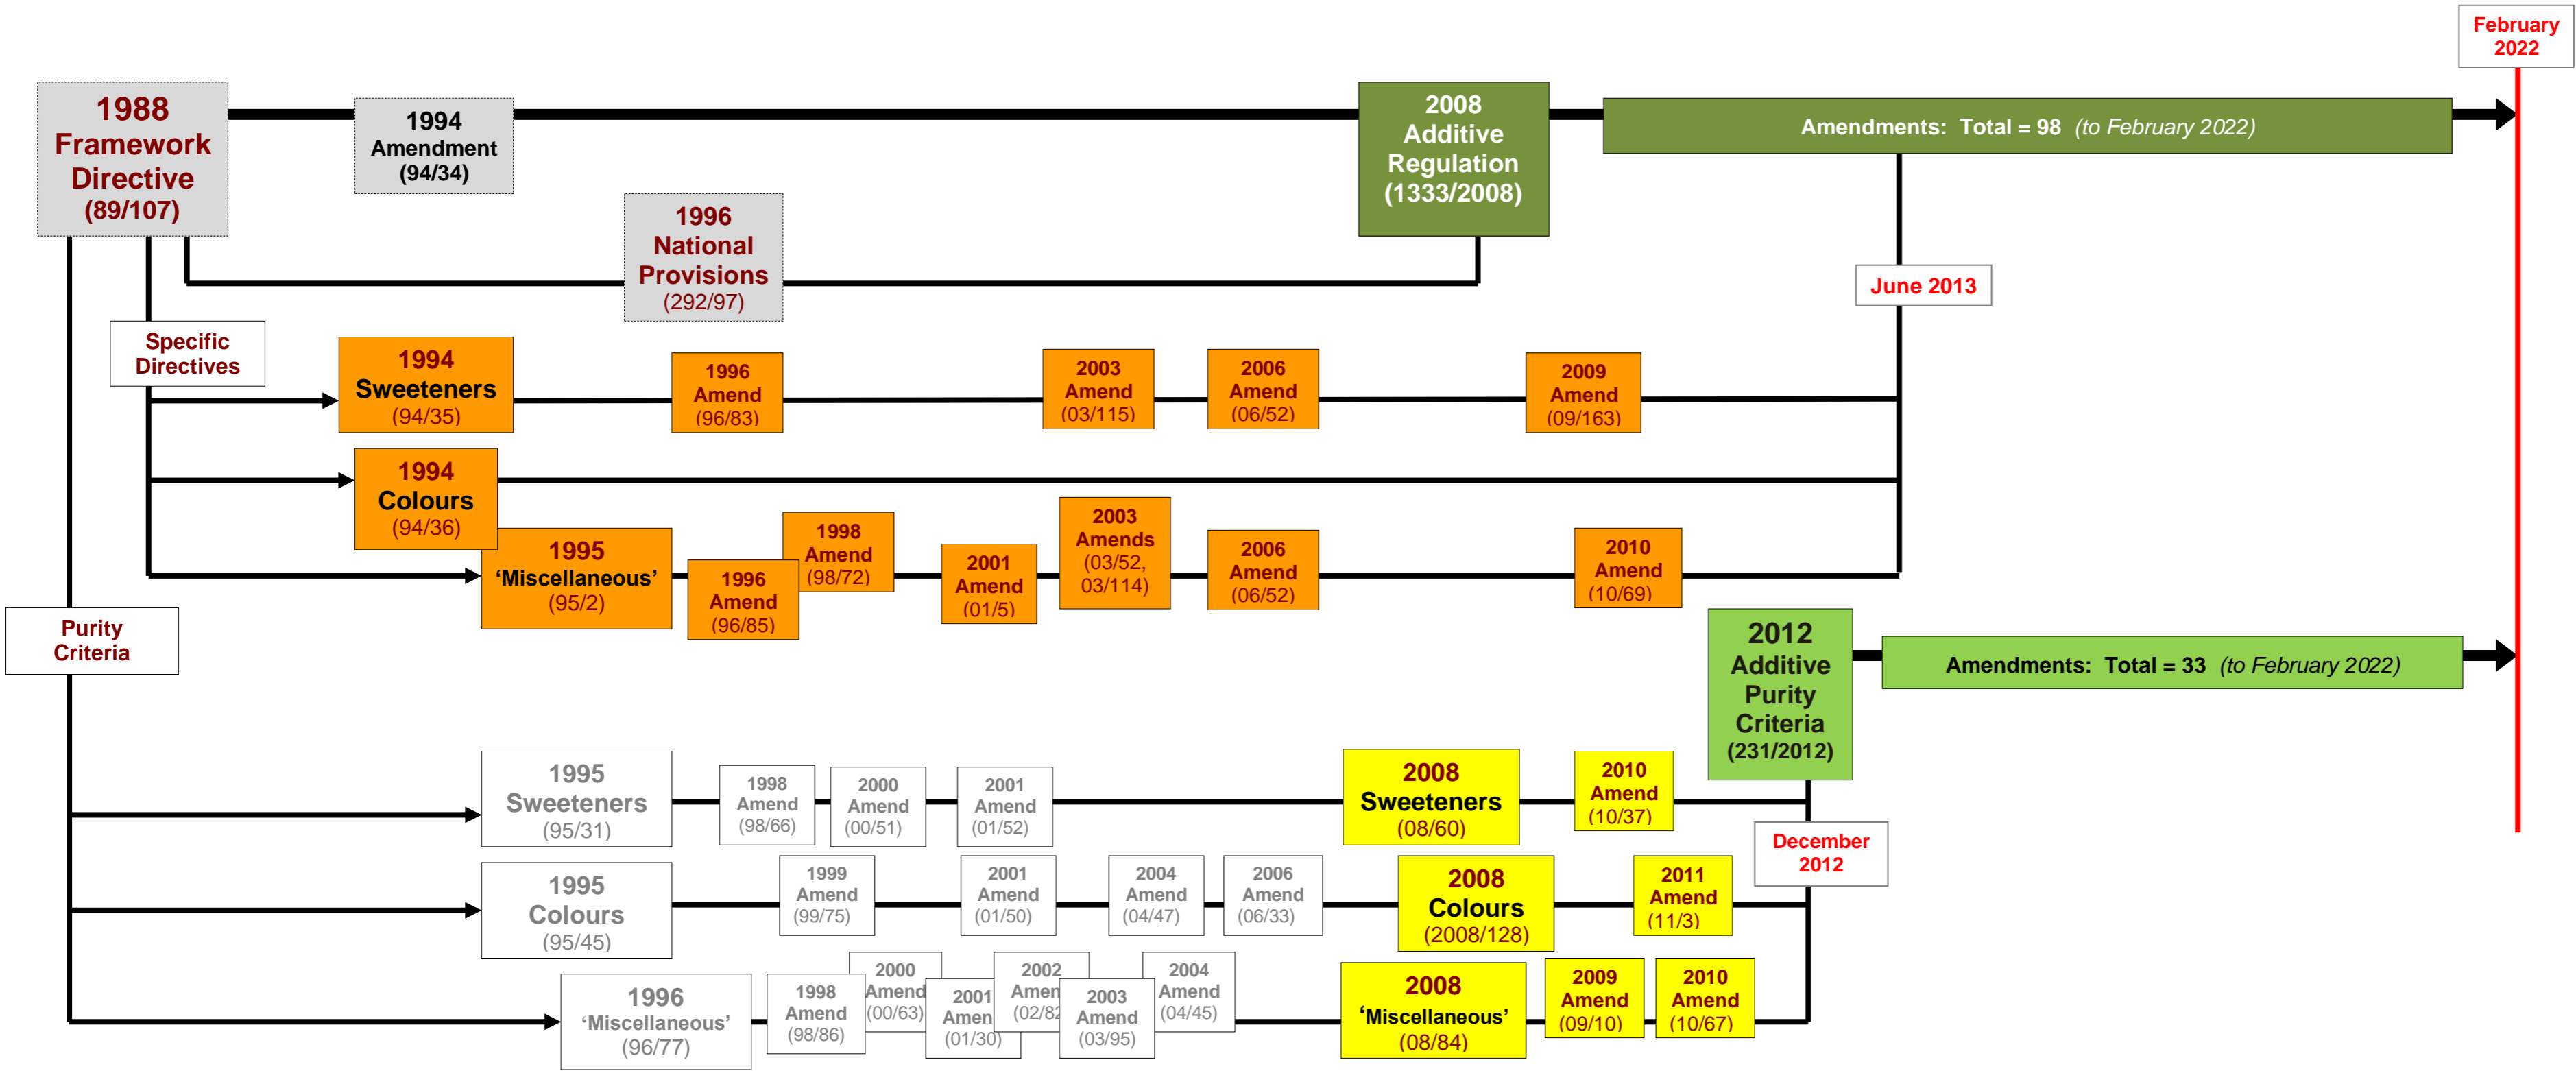 February
2022
1988
Framework
Directive
(89/107)
1994
Amendment
(94/34)
2008
Additive
Regulation
(1333/2008)
Amendments: Total = 98 (to February 2022)
1996
National
Provisions
(292/97)
June 2013
Specific
Directives
1994
Sweeteners
(94/35)
1996
Amend
(96/83)
2003
Amend
(03/115)
2006
Amend
(06/52)
2009
Amend
(09/163)
1994
Colours
(94/36)
1995
‘Miscellaneous’
(95/2)
1996
Amend
(96/85)
1998
Amend
(98/72)
2001
Amend
(01/5)
2003
Amends
(03/52,
03/114)
2006
Amend
(06/52)
2010
Amend
(10/69)
Purity
Criteria
2012
Additive
Purity
Criteria
(231/2012)
Amendments: Total = 33 (to February 2022)
1995
Sweeteners
(95/31)
1998
Amend
(98/66)
2000
Amend
(00/51)
2001
Amend
(01/52)
2008
Sweeteners
(08/60)
2010
Amend
(10/37)
December
2012
1995
Colours
(95/45)
1999
Amend
(99/75)
2001
Amend
(01/50)
2004
Amend
(04/47)
2006
Amend
(06/33)
2008
Colours
(2008/128)
2011
Amend
(11/3)
1996
‘Miscellaneous’
(96/77)
1998
Amend
(98/86)
2000
Amend
(00/63)
2001
Amen
(01/30)
2002
Amen
(02/82
2003
Amend
(03/95)
2004
Amend
(04/45)
2008
‘Miscellaneous’
(08/84)
2009
Amend
(09/10)
2010
Amend
(10/67)